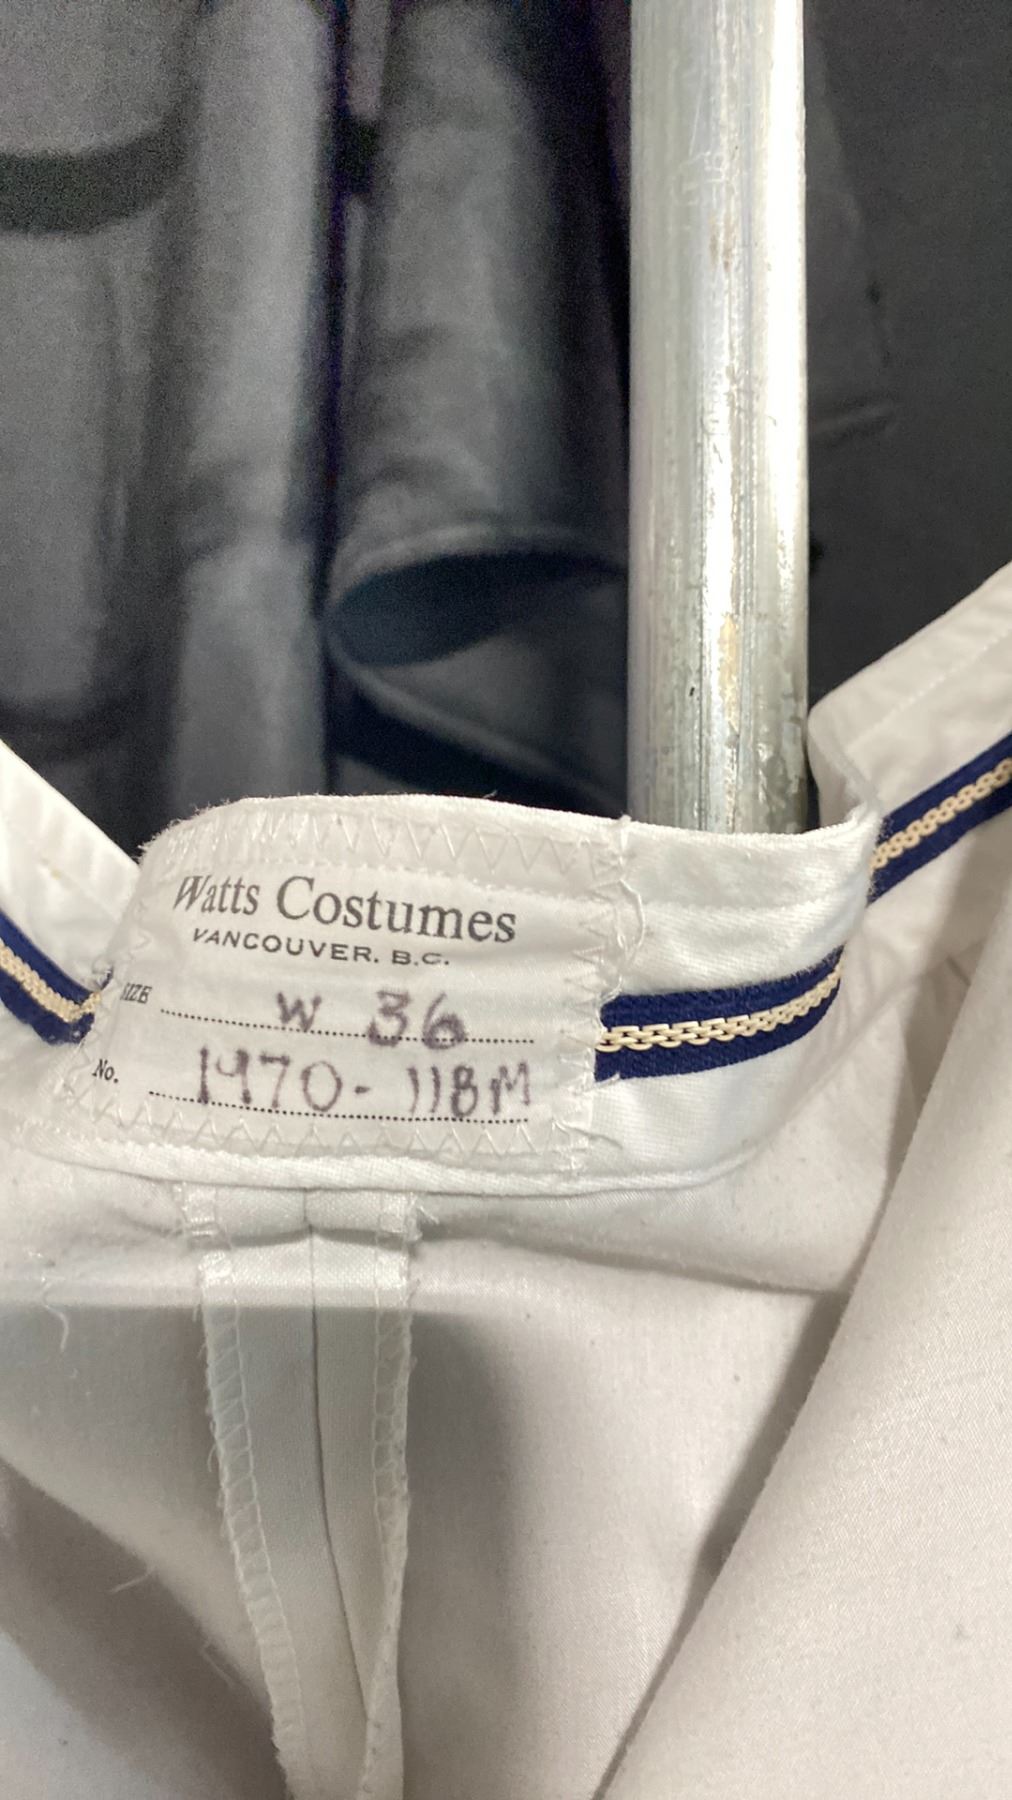 Watts Costumes
VANCOUVER, B.C.
SIZE W 36
No. 1970-118M